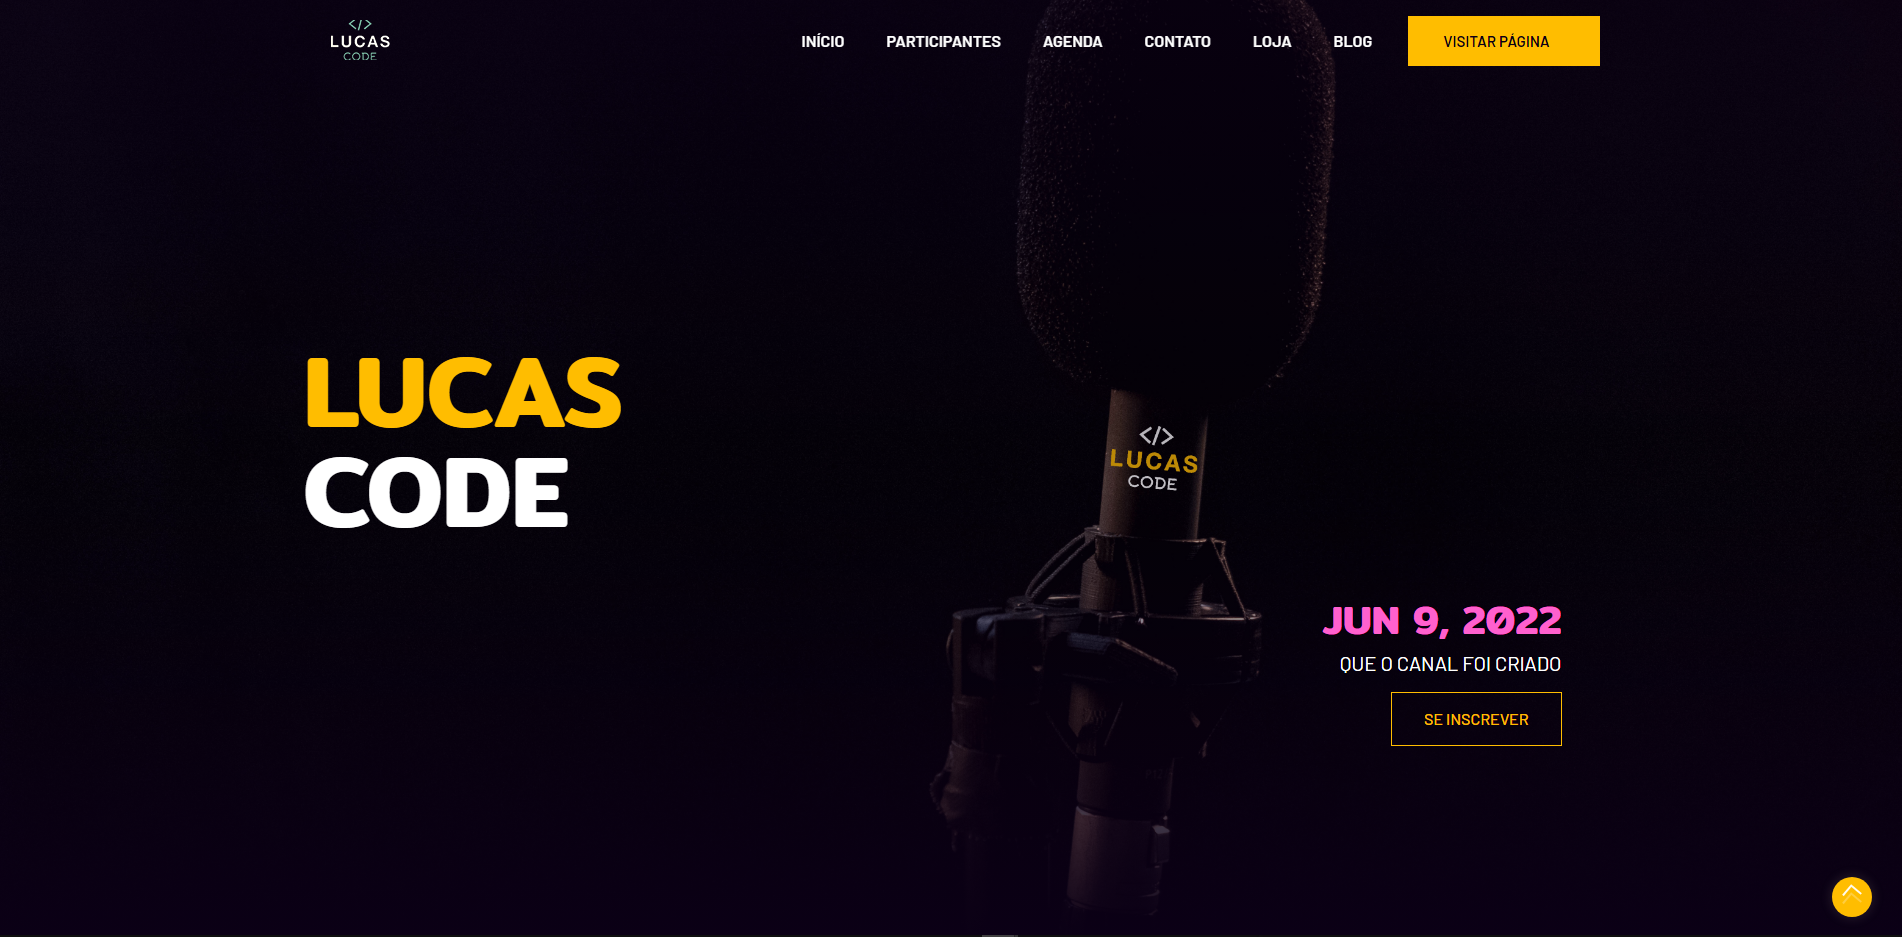 </>
LUCAS
CODE
INÍCIO PARTICIPANTES AGENDA CONTATO LOJA BLOG VISITAR PÁGINA
LUCAS
CODE
</>
LUCAS
CODE
JUN 9, 2022
QUE O CANAL FOI CRIADO
SE INSCREVER